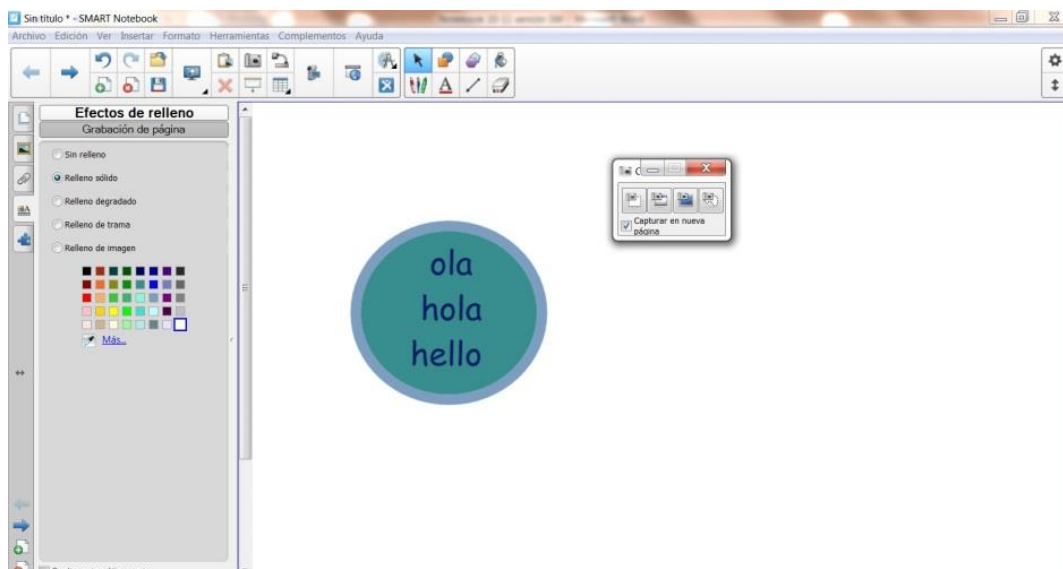 Sin título * - SMART Notebook
Archivo Edición Ver Insertar Formato Herramientas Complementos Ayuda
Efectos de relleno
Grabación de página
Sin relleno
Relleno sólido
Relleno degradado
Relleno de trama
Relleno de imagen
Más...
ola
hola
hello
Capturar en nueva
página